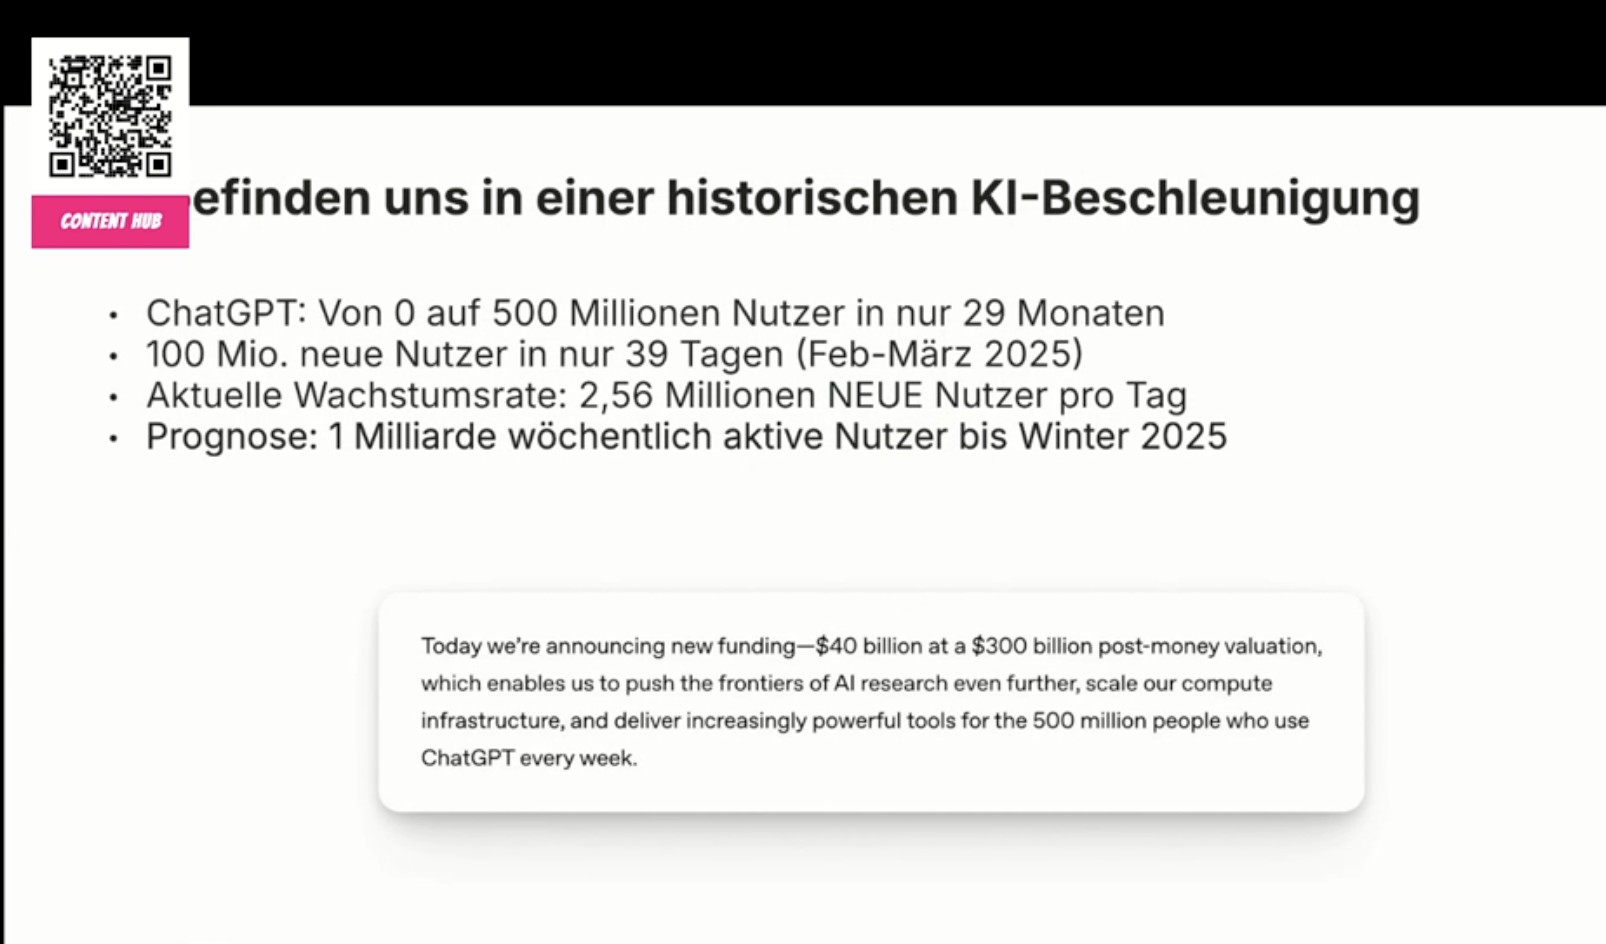 CONTENT HUB
efinden uns in einer historischen KI-Beschleunigung
• ChatGPT: Von 0 auf 500 Millionen Nutzer in nur 29 Monaten
• 100 Mio. neue Nutzer in nur 39 Tagen (Feb-März 2025)
• Aktuelle Wachstumsrate: 2,56 Millionen NEUE Nutzer pro Tag
• Prognose: 1 Milliarde wöchentlich aktive Nutzer bis Winter 2025
Today we’re announcing new funding—$40 billion at a $300 billion post-money valuation,
which enables us to push the frontiers of AI research even further, scale our compute
infrastructure, and deliver increasingly powerful tools for the 500 million people who use
ChatGPT every week.